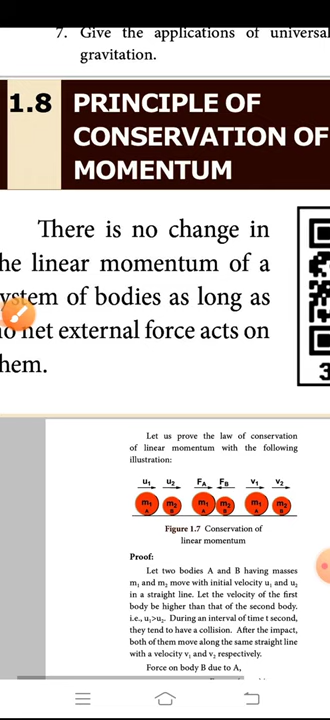 7. Give the applications of universal
gravitation.
1.8 PRINCIPLE OF
CONSERVATION OF
MOMENTUM
There is no change in
he linear momentum of a
ystem of bodies as long as
o net external force acts on
hem.
3
Let us prove the law of conservation
of linear momentum with the following
illustration:
u₁ u₂ F_A F_B v₁ v₂
m₁ m₂ m₁ m₂ m₁ m₂
A B A B A B
Figure 1.7 Conservation of
linear momentum
Proof:
Let two bodies A and B having masses
m₁ and m₂ move with initial velocity u₁ and u₂
in a straight line. Let the velocity of the first
body be higher than that of the second body.
i.e., u₁>u₂. During an interval of time t second,
they tend to have a collision. After the impact,
both of them move along the same straight line
with a velocity v₁ and v₂ respectively.
Force on body B due to A,